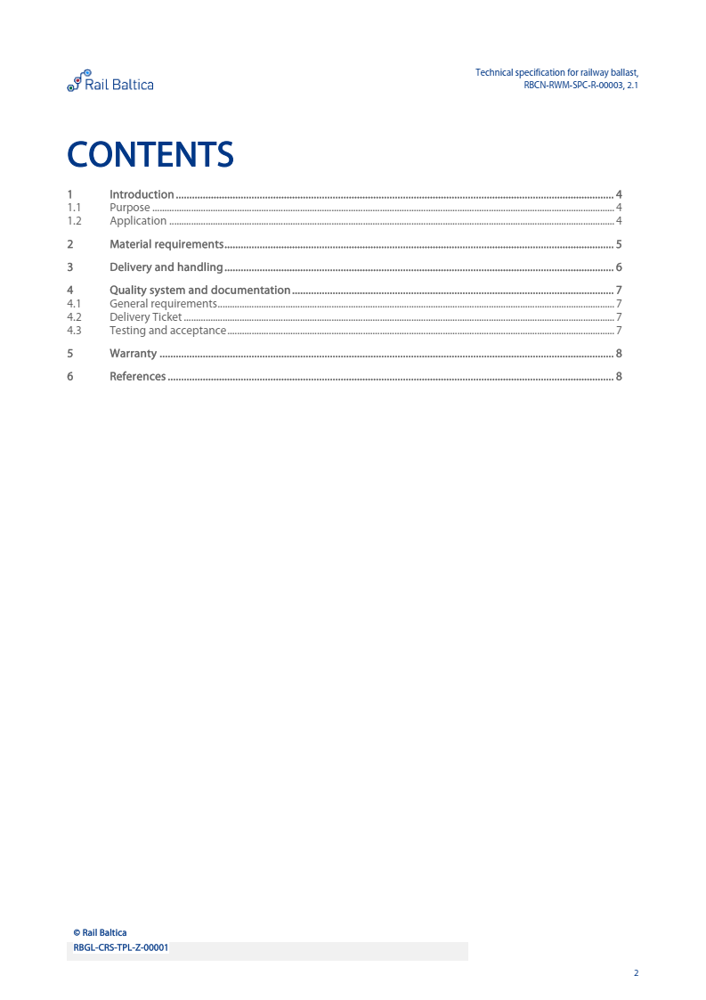 Rail Baltica
Technical specification for railway ballast,
RBCN-RWM-SPC-R-00003, 2.1
CONTENTS
1 Introduction 4
1.1 Purpose 4
1.2 Application 4
2 Material requirements 5
3 Delivery and handling 6
4 Quality system and documentation 7
4.1 General requirements 7
4.2 Delivery Ticket 7
4.3 Testing and acceptance 7
5 Warranty 8
6 References 8
© Rail Baltica
RBGL-CRS-TPL-Z-00001
2